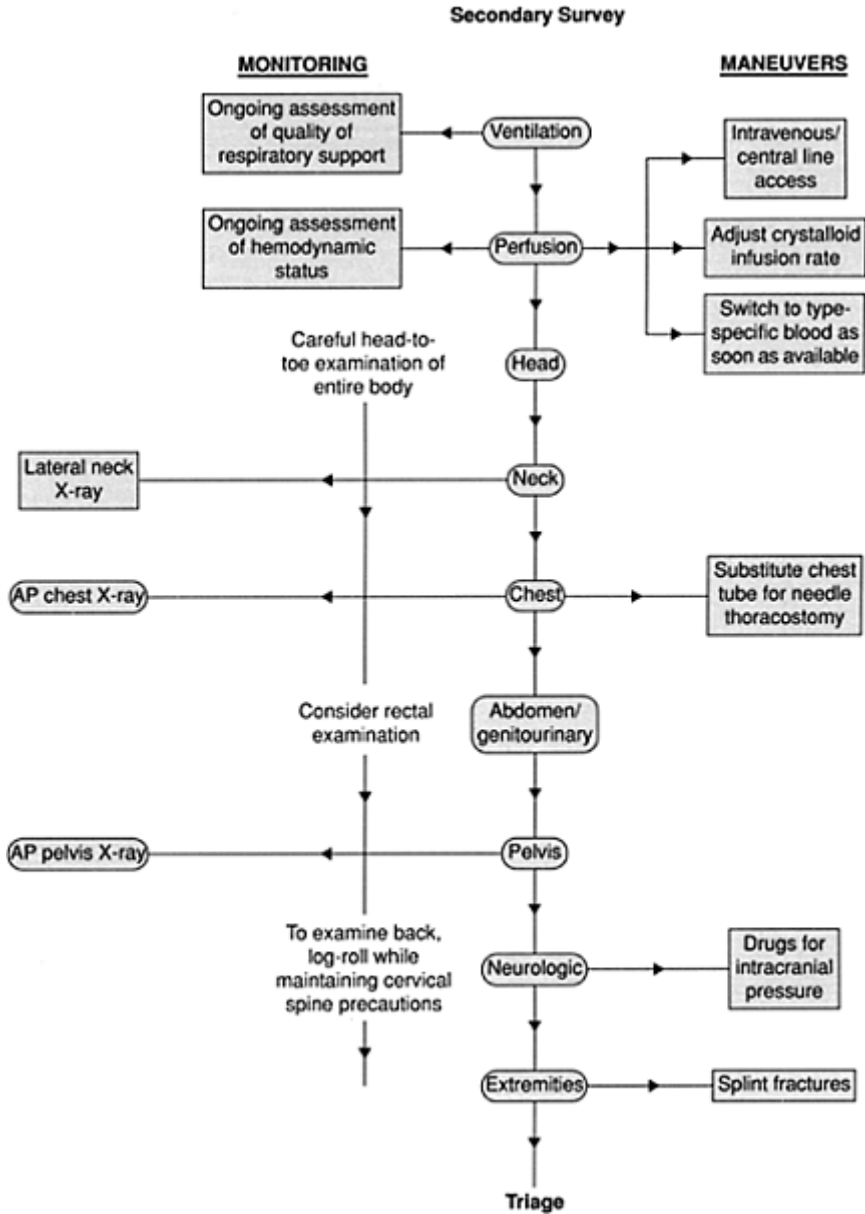 Secondary Survey
MONITORING
MANEUVERS
Ongoing assessment
of quality of
respiratory support
Ventilation
Intravenous/
central line
access
Ongoing assessment
of hemodynamic
status
Perfusion
Adjust crystalloid
infusion rate
Switch to type-
specific blood as
soon as available
Careful head-to-
toe examination of
entire body
Head
Lateral neck
X-ray
Neck
AP chest X-ray
Chest
Substitute chest
tube for needle
thoracostomy
Consider rectal
examination
Abdomen/
genitourinary
AP pelvis X-ray
Pelvis
To examine back,
log-roll while
maintaining cervical
spine precautions
Neurologic
Drugs for
intracranial
pressure
Extremities
Splint fractures
Triage